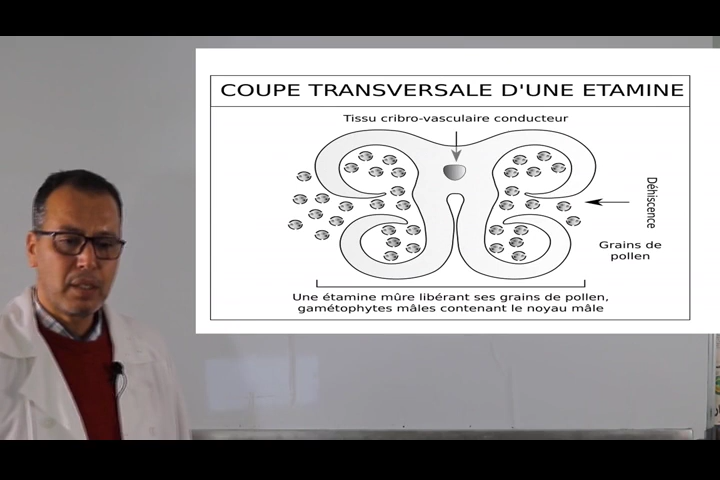 COUPE TRANSVERSALE D'UNE ETAMINE
Tissu cribro-vasculaire conducteur
Déhiscence
Grains de
pollen
Une étamine mûre libérant ses grains de pollen,
gamétophytes mâles contenant le noyau mâle